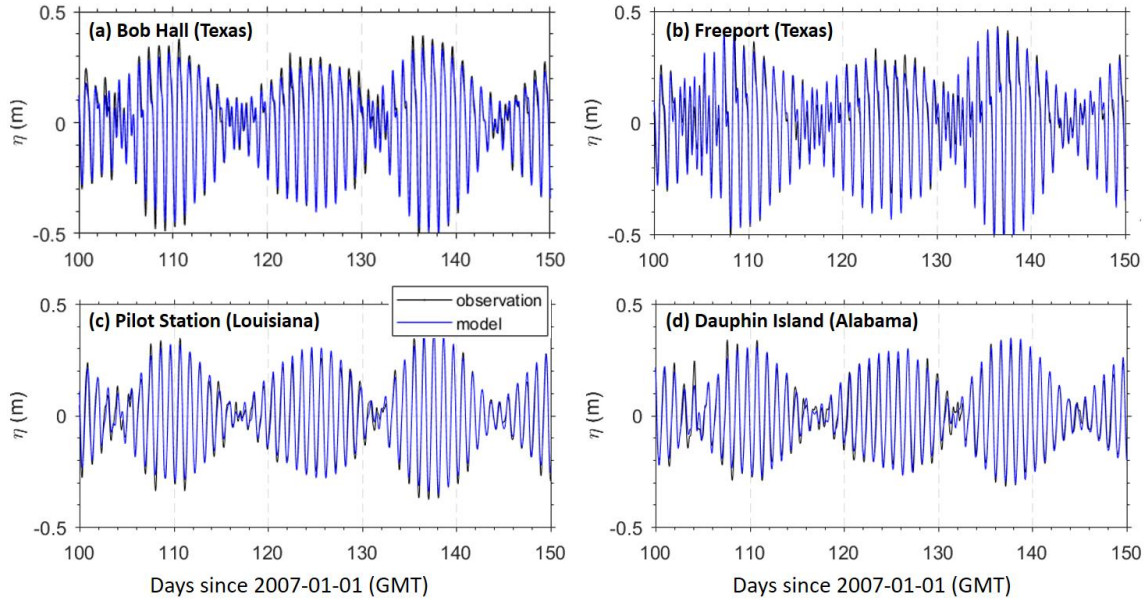 (a) Bob Hall (Texas)
0.5
0
-0.5
η (m)
100 110 120 130 140 150
(b) Freeport (Texas)
0.5
0
-0.5
η (m)
100 110 120 130 140 150
(c) Pilot Station (Louisiana)
observation
model
0.5
0
-0.5
η (m)
100 110 120 130 140 150
Days since 2007-01-01 (GMT)
(d) Dauphin Island (Alabama)
0.5
0
-0.5
η (m)
100 110 120 130 140 150
Days since 2007-01-01 (GMT)